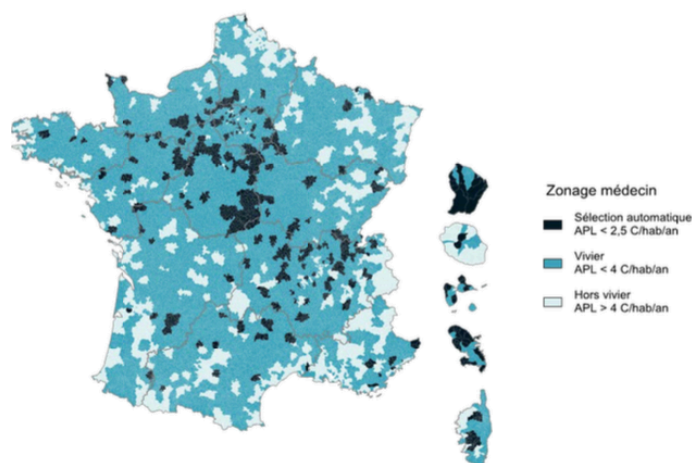 Zonage médecin
Sélection automatique
APL < 2,5 C/hab/an
Vivier
APL < 4 C/hab/an
Hors vivier
APL > 4 C/hab/an